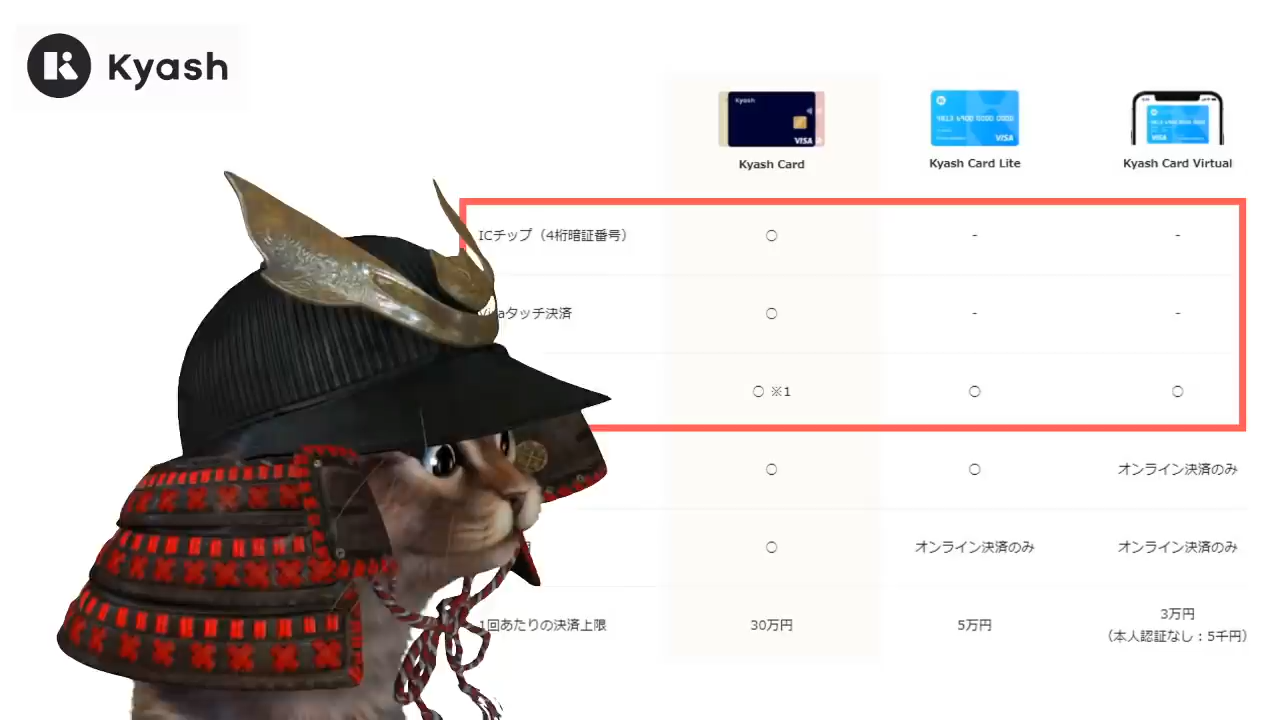 Kyash
Kyash
VISA
VISA
VISA
Kyash Card
Kyash Card Lite
Kyash Card Virtual
ICチップ（4桁暗証番号）
○
-
-
タッチ決済
○
-
-
○ ※1
○
○
○
○
オンライン決済のみ
○
オンライン決済のみ
オンライン決済のみ
1回あたりの決済上限
30万円
5万円
3万円
（本人認証なし：5千円）